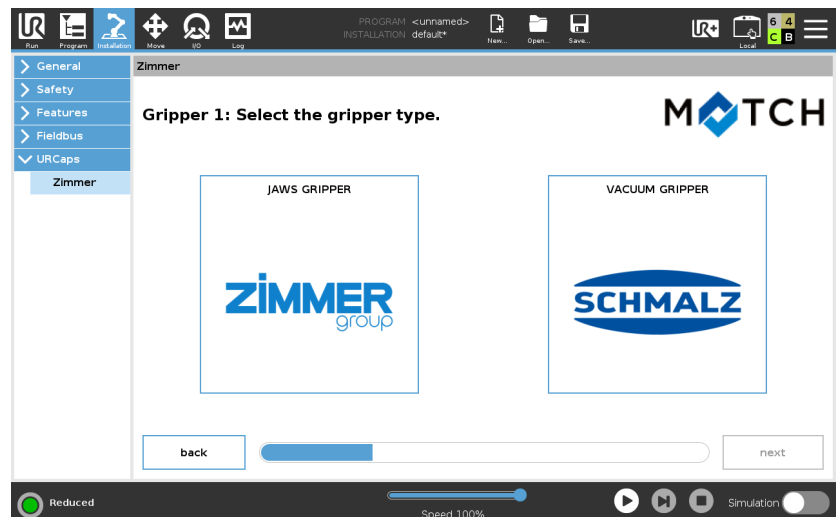 UR
Run
Program
Installation
Move
I/O
Log
PROGRAM <unnamed>
INSTALLATION default*
New...
Open...
Save...
UR+
Local
6 4
C B
General
Safety
Features
Fieldbus
URCaps
Zimmer
Zimmer
Gripper 1: Select the gripper type.
MATCH
JAWS GRIPPER
VACUUM GRIPPER
ZIMMER
group
SCHMALZ
back
next
Reduced
Speed 100%
Simulation